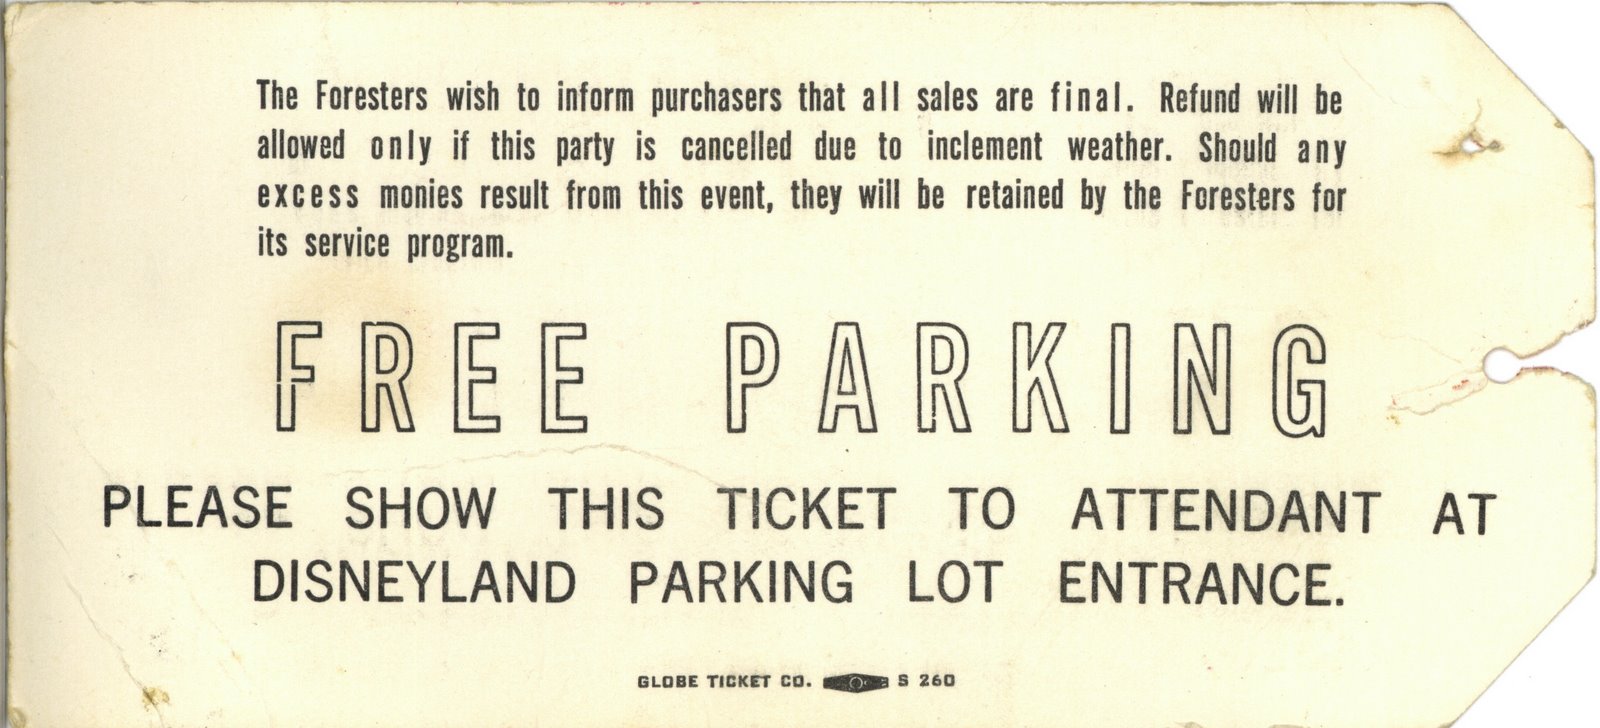 The Foresters wish to inform purchasers that all sales are final. Refund will be
allowed only if this party is cancelled due to inclement weather. Should any
excess monies result from this event, they will be retained by the Foresters for
its service program.
FREE PARKING
PLEASE SHOW THIS TICKET TO ATTENDANT AT
DISNEYLAND PARKING LOT ENTRANCE.
GLOBE TICKET CO. S 260